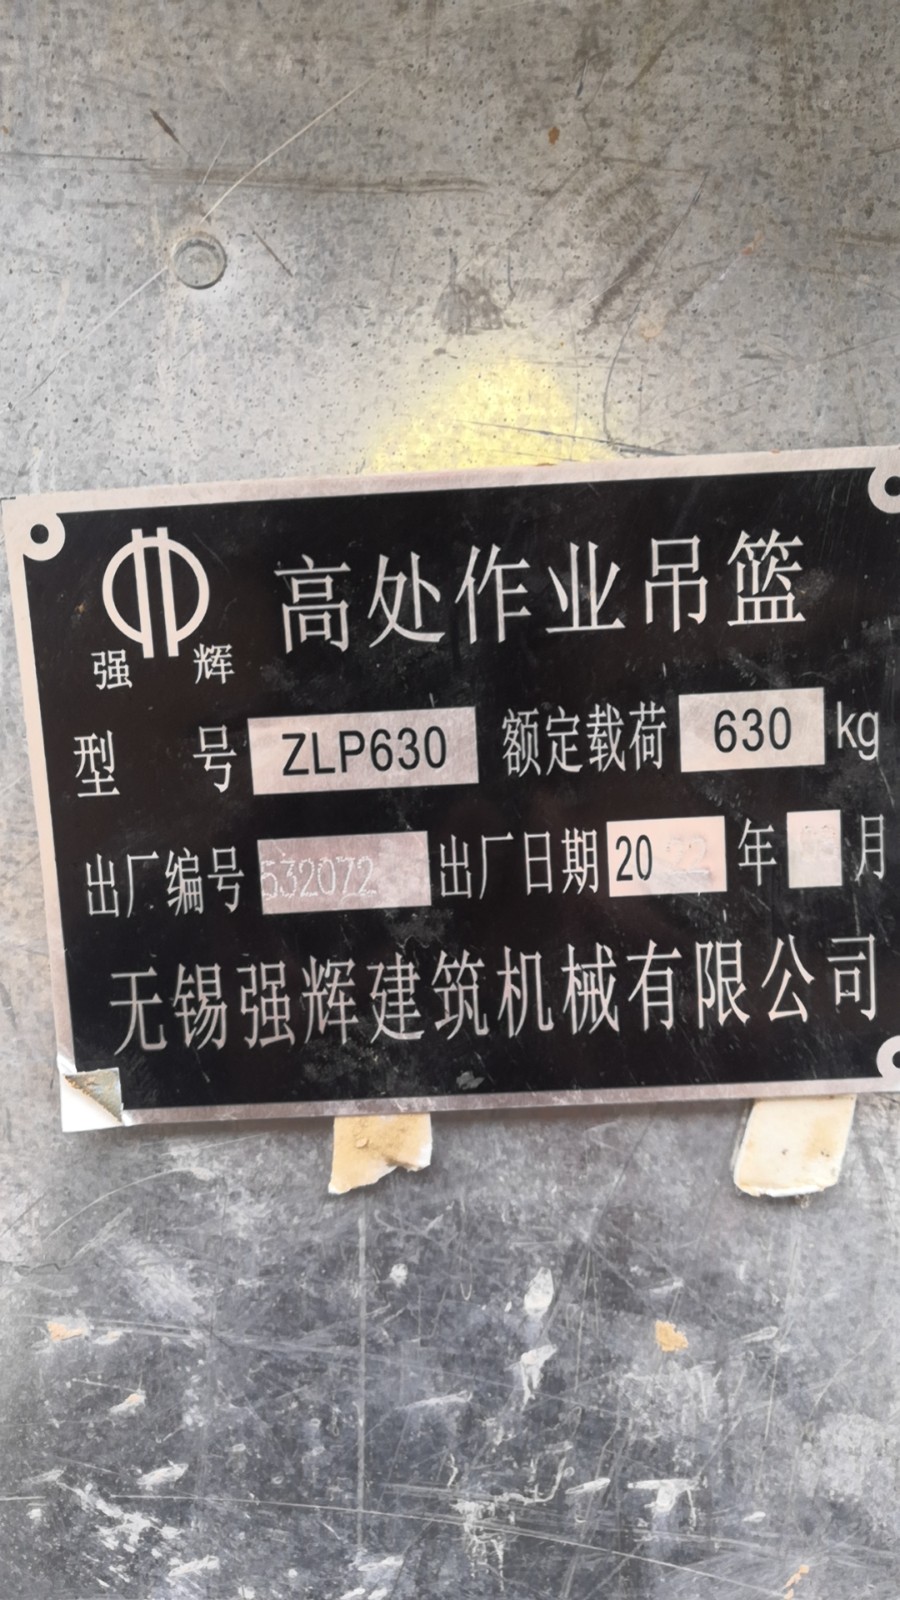 强辉
高处作业吊篮
型号 ZLP630 额定载荷 630 kg
出厂编号 532072 出厂日期 2022 年 月
无锡强辉建筑机械有限公司